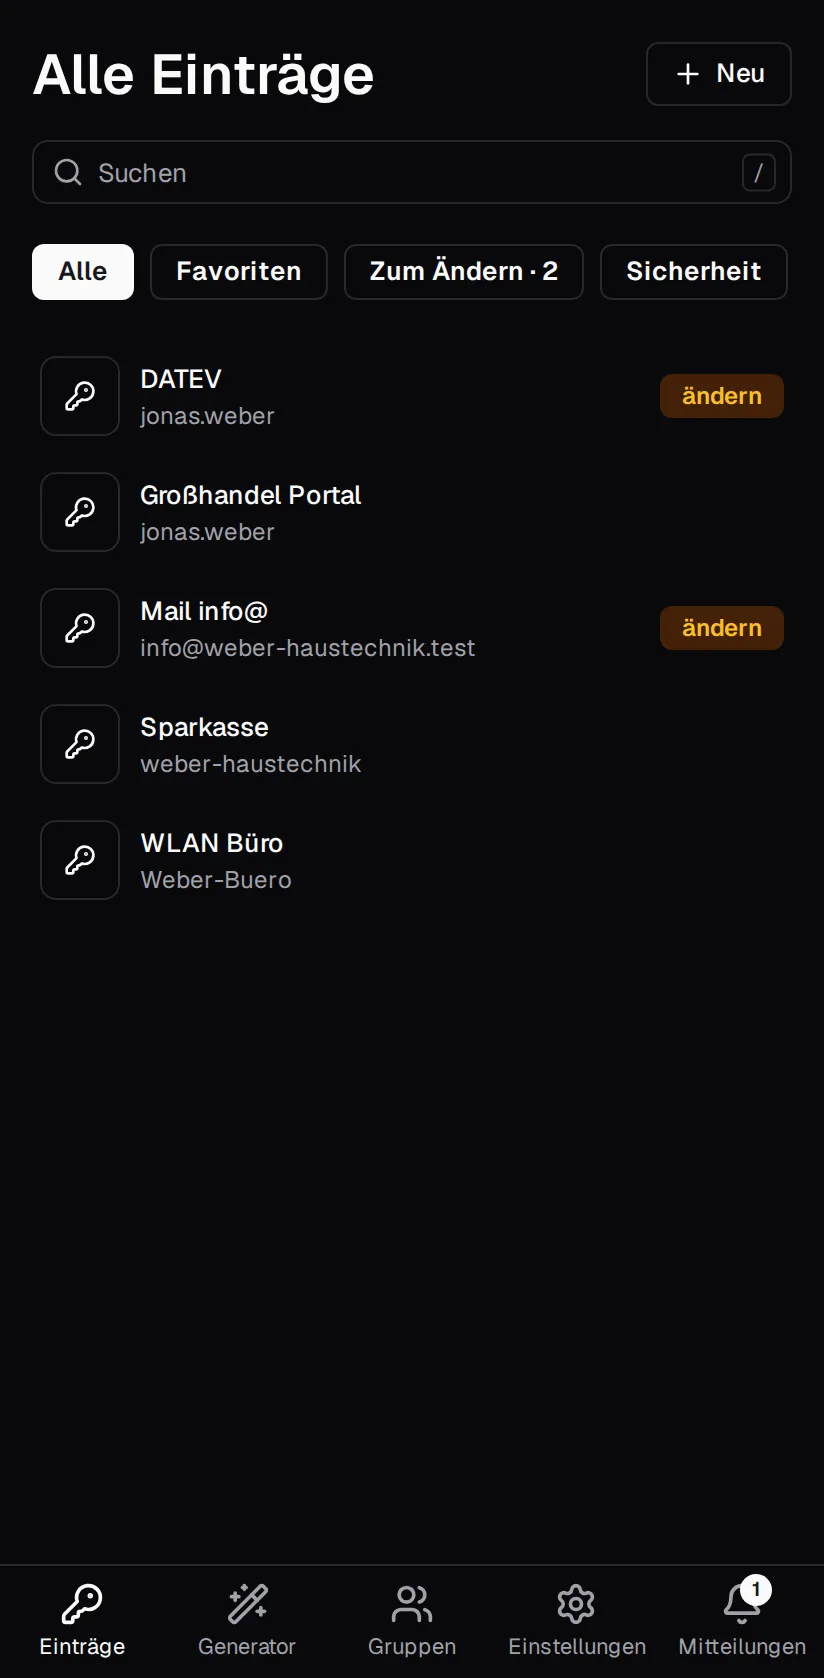 Alle Einträge
Neu
Suchen
/
Alle
Favoriten
Zum Ändern · 2
Sicherheit
DATEV
jonas.weber
ändern
Großhandel Portal
jonas.weber
Mail info@
info@weber-haustechnik.test
ändern
Sparkasse
weber-haustechnik
WLAN Büro
Weber-Buero
1
Einträge
Generator
Gruppen
Einstellungen
Mitteilungen